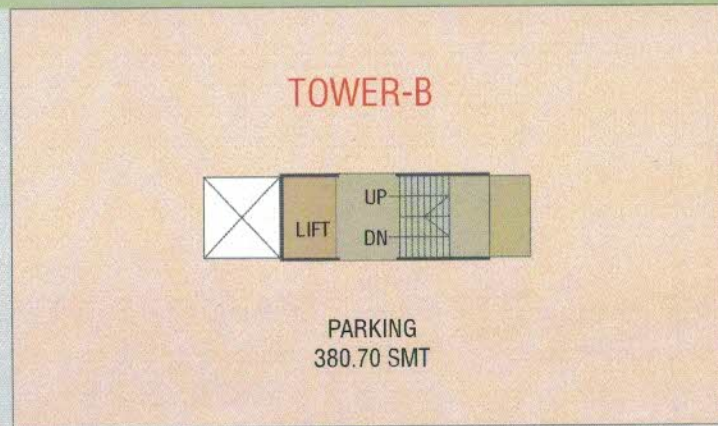 TOWER-B
UP
LIFT
DN
PARKING
380.70 SMT